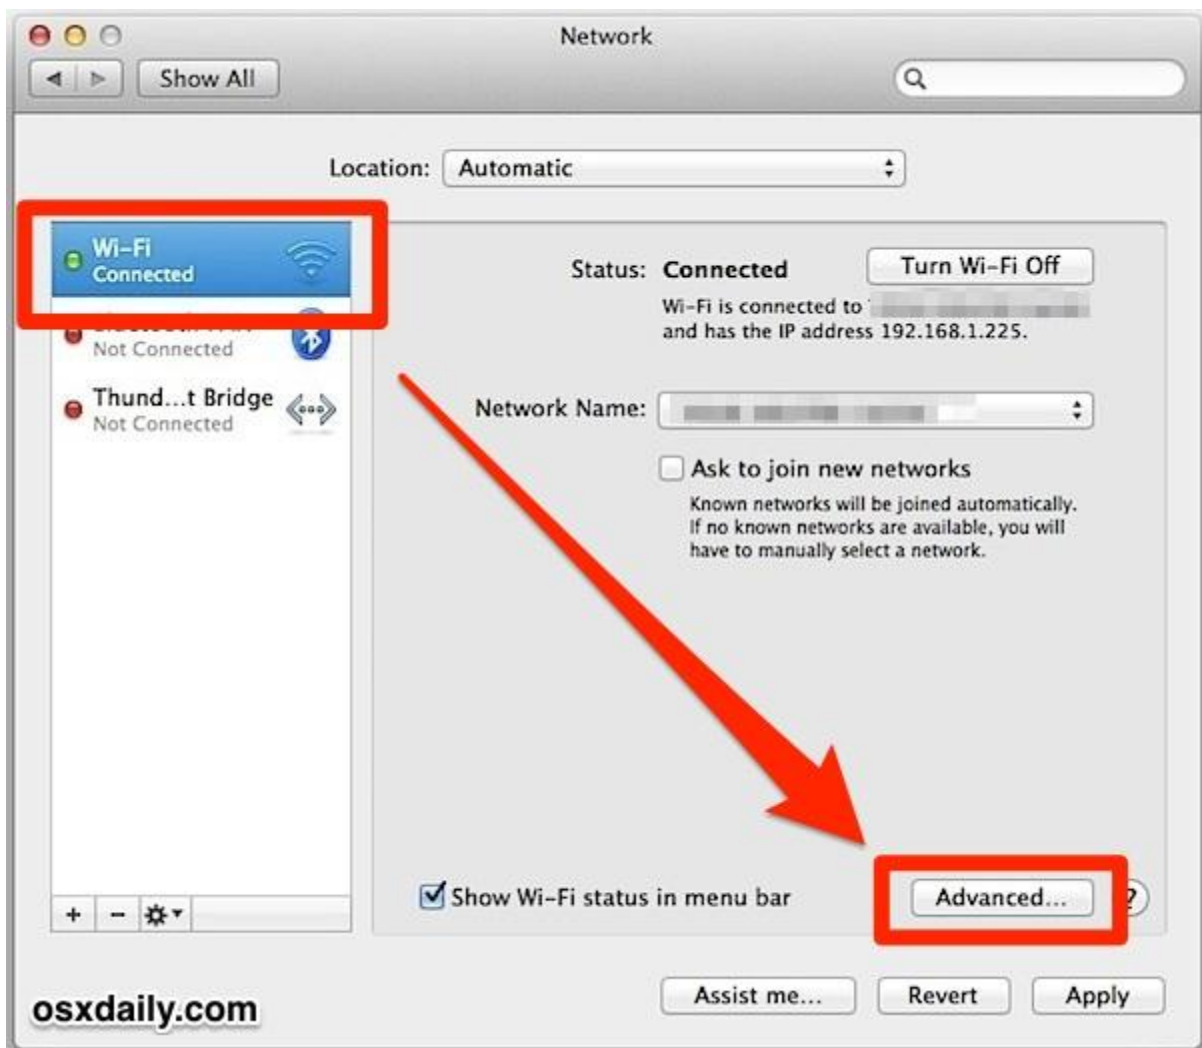 Network
Show All
Location: Automatic
Wi-Fi
Connected
Not Connected
Thund...t Bridge
Not Connected
Status: Connected
Turn Wi-Fi Off
Wi-Fi is connected to
and has the IP address 192.168.1.225.
Network Name:
Ask to join new networks
Known networks will be joined automatically.
If no known networks are available, you will
have to manually select a network.
Show Wi-Fi status in menu bar
Advanced...
?
Assist me...
Revert
Apply
osxdaily.com